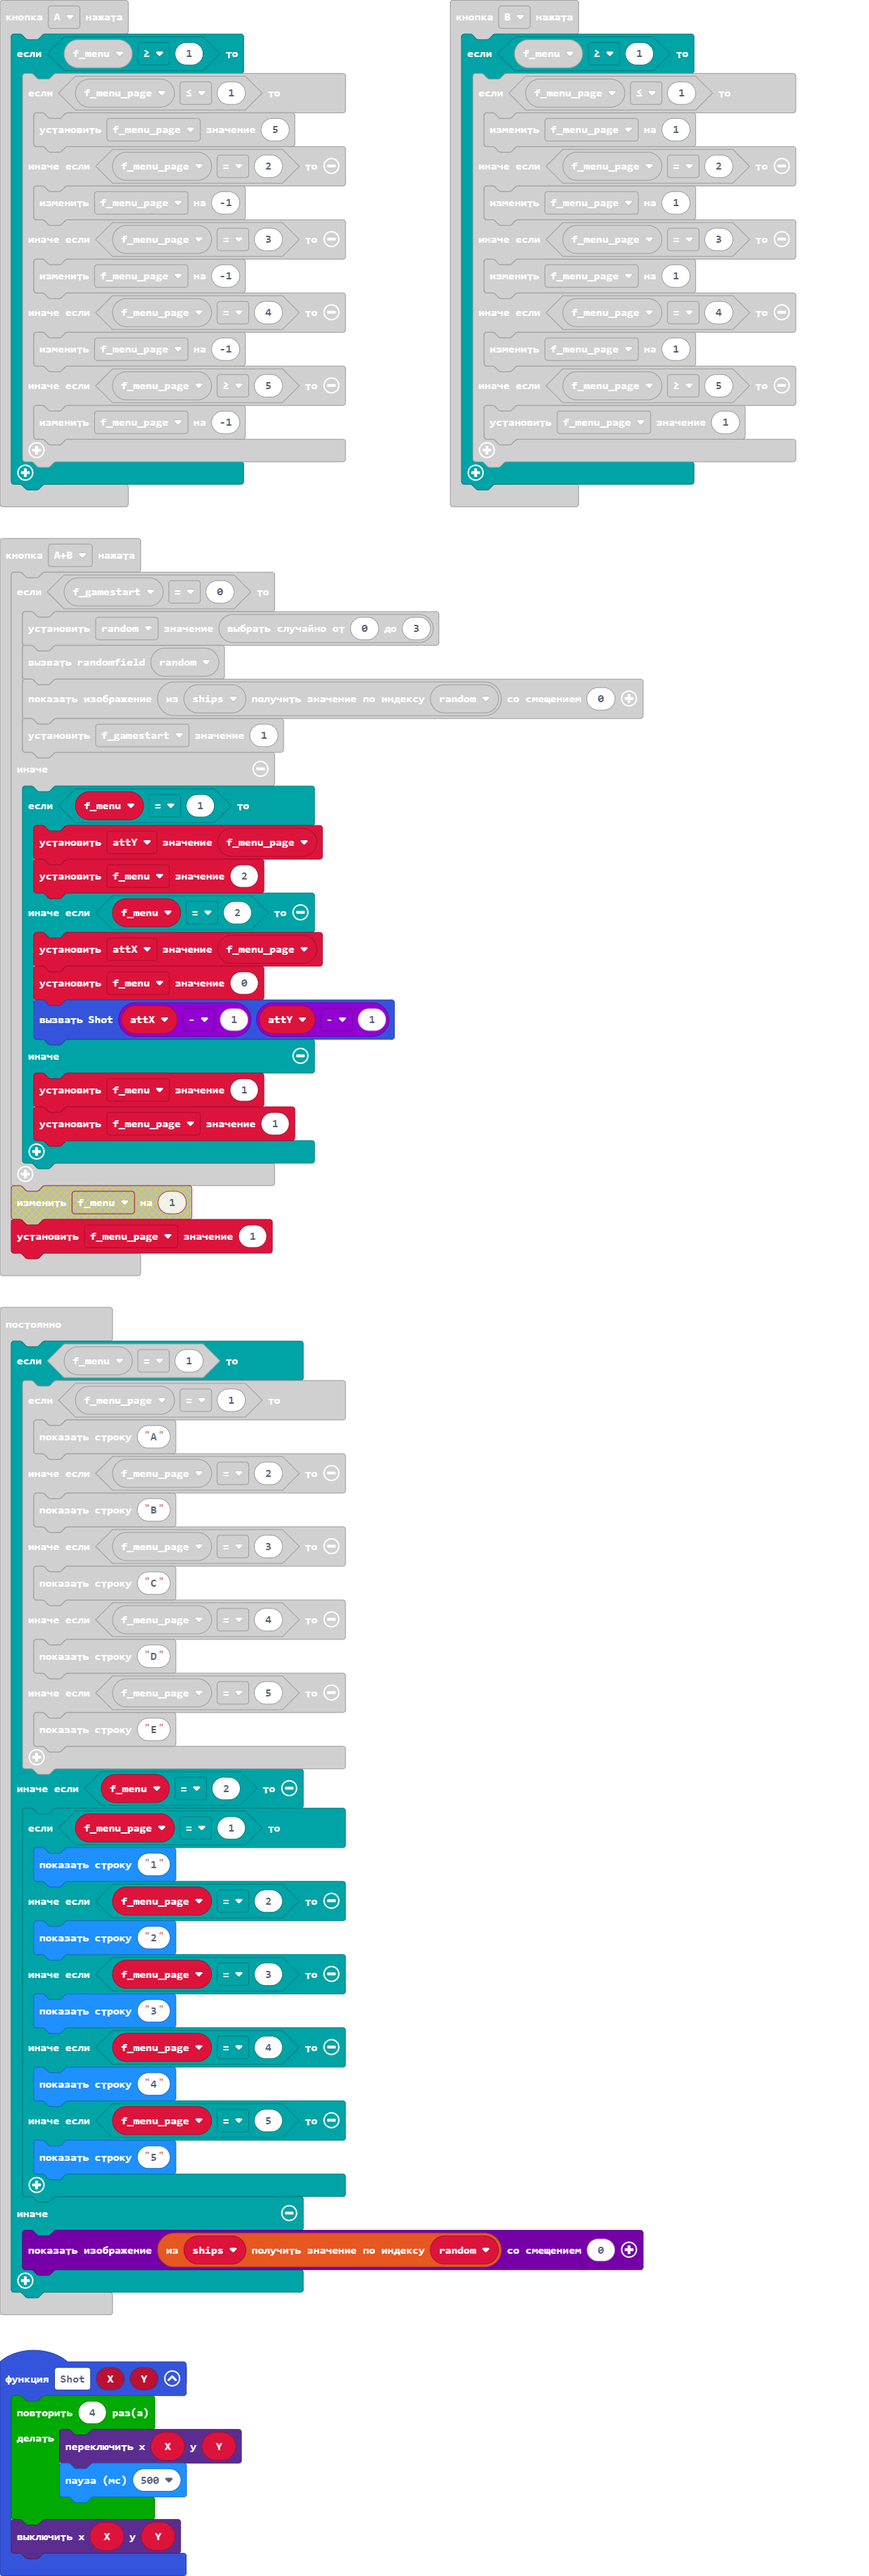 кнопка A нажата
если f_menu ≥ 1 то
если f_menu_page ≤ 1 то
установить f_menu_page значение 5
иначе если f_menu_page = 2 то
изменить f_menu_page на -1
иначе если f_menu_page = 3 то
изменить f_menu_page на -1
иначе если f_menu_page = 4 то
изменить f_menu_page на -1
иначе если f_menu_page ≥ 5 то
изменить f_menu_page на -1
кнопка B нажата
если f_menu ≥ 1 то
если f_menu_page ≤ 1 то
изменить f_menu_page на 1
иначе если f_menu_page = 2 то
изменить f_menu_page на 1
иначе если f_menu_page = 3 то
изменить f_menu_page на 1
иначе если f_menu_page = 4 то
изменить f_menu_page на 1
иначе если f_menu_page ≥ 5 то
установить f_menu_page значение 1
кнопка A+B нажата
если f_gamestart = 0 то
установить random значение выбрать случайно от 0 до 3
вызвать randomfield random
показать изображение из ships получить значение по индексу random со смещением 0
установить f_gamestart значение 1
иначе
если f_menu = 1 то
установить attY значение f_menu_page
установить f_menu значение 2
иначе если f_menu = 2 то
установить attX значение f_menu_page
установить f_menu значение 0
вызвать Shot attX - 1 attY - 1
иначе
установить f_menu значение 1
установить f_menu_page значение 1
изменить f_menu на 1
установить f_menu_page значение 1
постоянно
если f_menu = 1 то
если f_menu_page = 1 то
показать строку "A"
иначе если f_menu_page = 2 то
показать строку "B"
иначе если f_menu_page = 3 то
показать строку "C"
иначе если f_menu_page = 4 то
показать строку "D"
иначе если f_menu_page = 5 то
показать строку "E"
иначе если f_menu = 2 то
если f_menu_page = 1 то
показать строку "1"
иначе если f_menu_page = 2 то
показать строку "2"
иначе если f_menu_page = 3 то
показать строку "3"
иначе если f_menu_page = 4 то
показать строку "4"
иначе если f_menu_page = 5 то
показать строку "5"
иначе
показать изображение из ships получить значение по индексу random со смещением 0
функция Shot X Y
повторить 4 раз(а)
делать
переключить x X y Y
пауза (мс) 500
выключить x X y Y